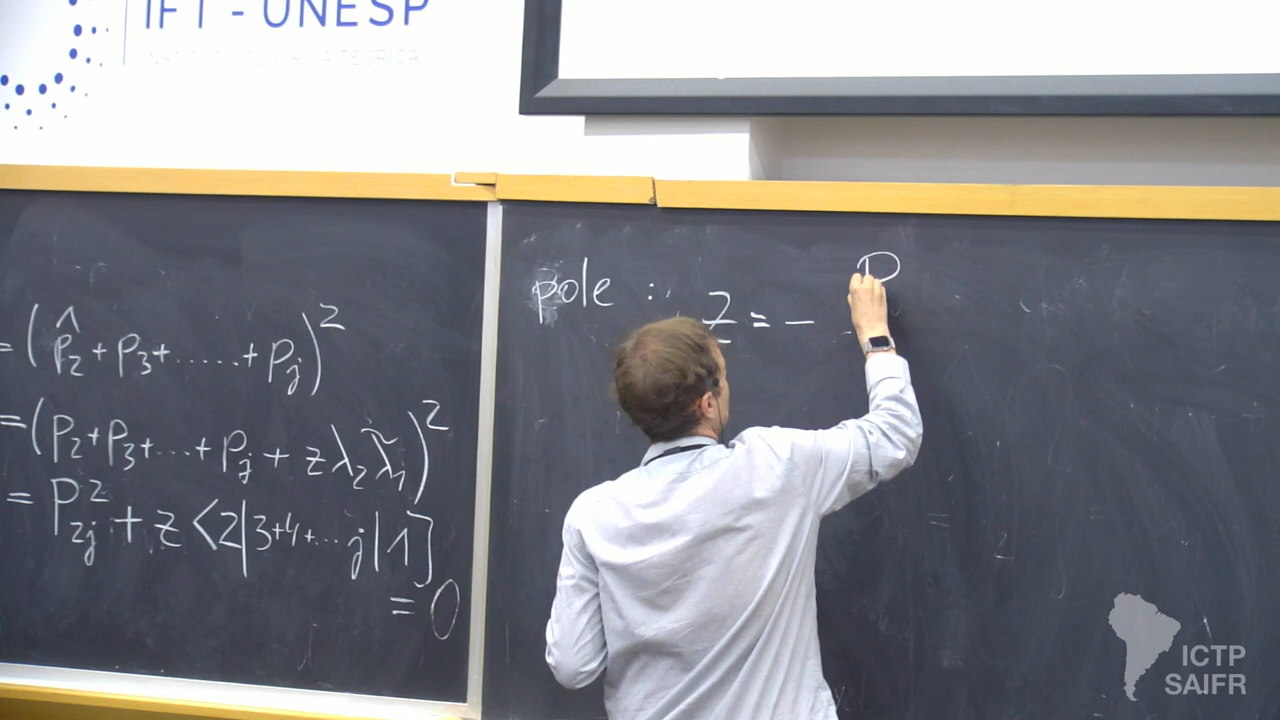 IFT - UNESP
= (p̂₂ + p₃ + ...... + pⱼ)²
= (p₂ + p₃ + ... + pⱼ + z λ₂ λ̃₁)²
= P²₂ⱼ + z ⟨2|3+4+...j|1]
= 0
pole :
z = - P
ICTP
SAIFR